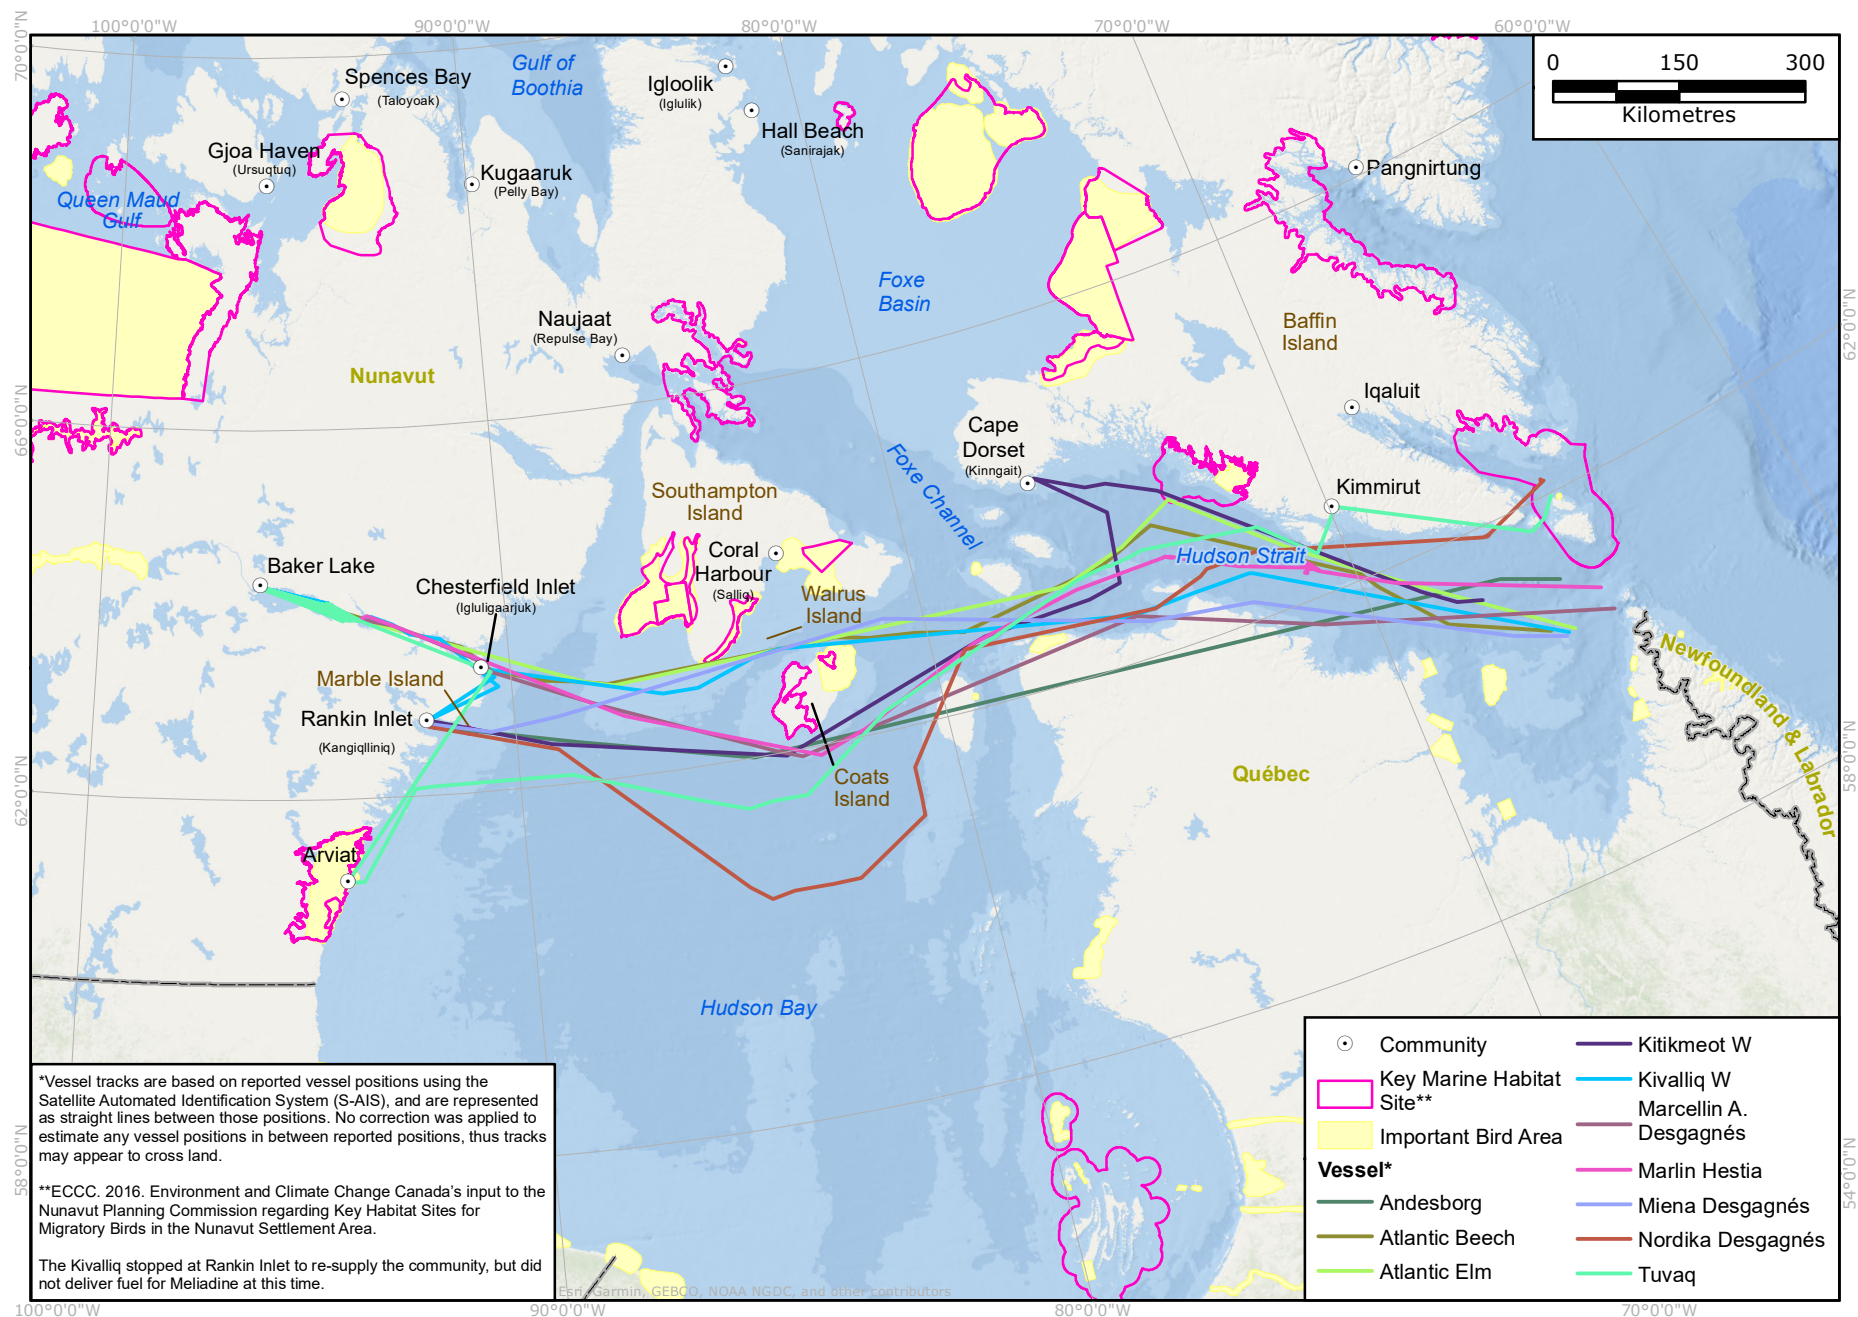 100°0'0"W
90°0'0"W
80°0'0"W
70°0'0"W
60°0'0"W
70°0'0"N
66°0'0"N
62°0'0"N
58°0'0"N
62°0'0"N
58°0'0"N
54°0'0"N
0 150 300
Kilometres
Spences Bay
(Taloyoak)
Gulf of
Boothia
Igloolik
(Iglulik)
Hall Beach
(Sanirajak)
Gjoa Haven
(Ursuqtuq)
Kugaaruk
(Pelly Bay)
Queen Maud
Gulf
Pangnirtung
Foxe
Basin
Naujaat
(Repulse Bay)
Baffin
Island
Nunavut
Iqaluit
Cape
Dorset
(Kinngait)
Foxe Channel
Southampton
Island
Kimmirut
Coral
Harbour
(Salliq)
Hudson Strait
Baker Lake
Chesterfield Inlet
(Igluligaarjuk)
Walrus
Island
Marble Island
Rankin Inlet
(Kangiqlliniq)
Coats
Island
Québec
Newfoundland & Labrador
Arviat
Hudson Bay
*Vessel tracks are based on reported vessel positions using the
Satellite Automated Identification System (S-AIS), and are represented
as straight lines between those positions. No correction was applied to
estimate any vessel positions in between reported positions, thus tracks
may appear to cross land.
**ECCC. 2016. Environment and Climate Change Canada's input to the
Nunavut Planning Commission regarding Key Habitat Sites for
Migratory Birds in the Nunavut Settlement Area.
The Kivalliq stopped at Rankin Inlet to re-supply the community, but did
not deliver fuel for Meliadine at this time.
Community
Key Marine Habitat
Site**
Important Bird Area
Vessel*
Andesborg
Atlantic Beech
Atlantic Elm
Kitikmeot W
Kivalliq W
Marcellin A.
Desgagnés
Marlin Hestia
Miena Desgagnés
Nordika Desgagnés
Tuvaq
Esri, Garmin, GEBCO, NOAA NGDC, and other contributors
100°0'0"W
90°0'0"W
80°0'0"W
70°0'0"W